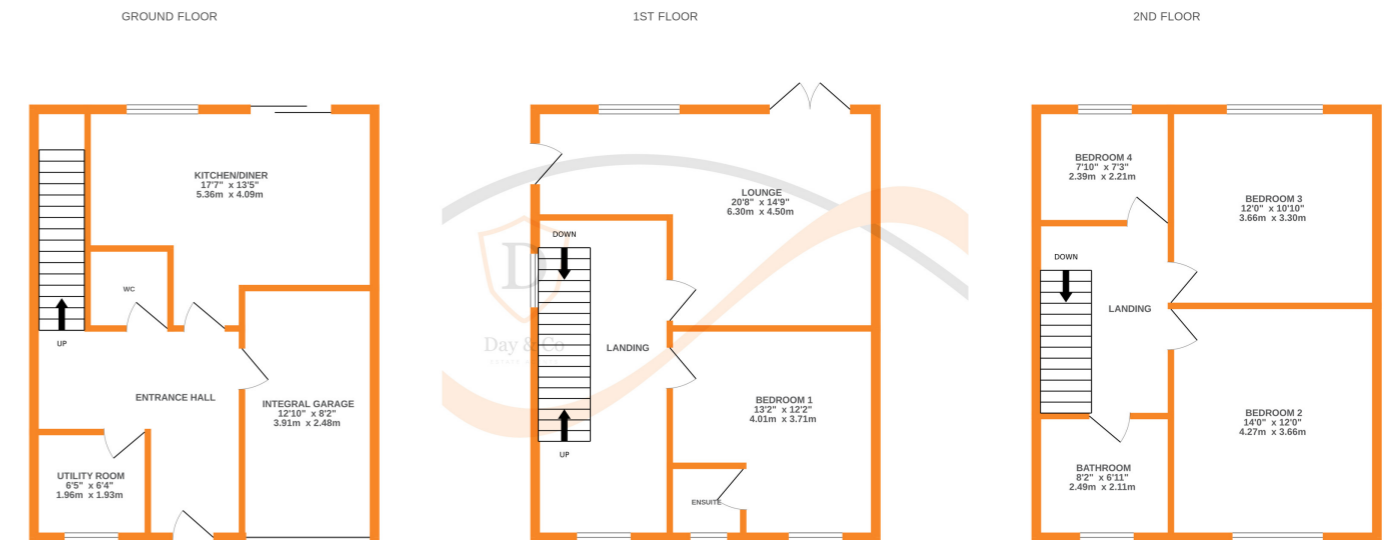 GROUND FLOOR
KITCHEN/DINER
17'7" x 13'5"
5.36m x 4.09m
WC
UP
ENTRANCE HALL
INTEGRAL GARAGE
12'10" x 8'2"
3.91m x 2.48m
UTILITY ROOM
6'5" x 6'4"
1.96m x 1.93m
1ST FLOOR
LOUNGE
20'8" x 14'9"
6.30m x 4.50m
DOWN
D
Day & Co
LANDING
BEDROOM 1
13'2" x 12'2"
4.01m x 3.71m
UP
ENSUITE
2ND FLOOR
BEDROOM 4
7'10" x 7'3"
2.39m x 2.21m
BEDROOM 3
12'0" x 10'10"
3.66m x 3.30m
DOWN
LANDING
BEDROOM 2
14'0" x 12'0"
4.27m x 3.66m
BATHROOM
8'2" x 6'11"
2.49m x 2.11m